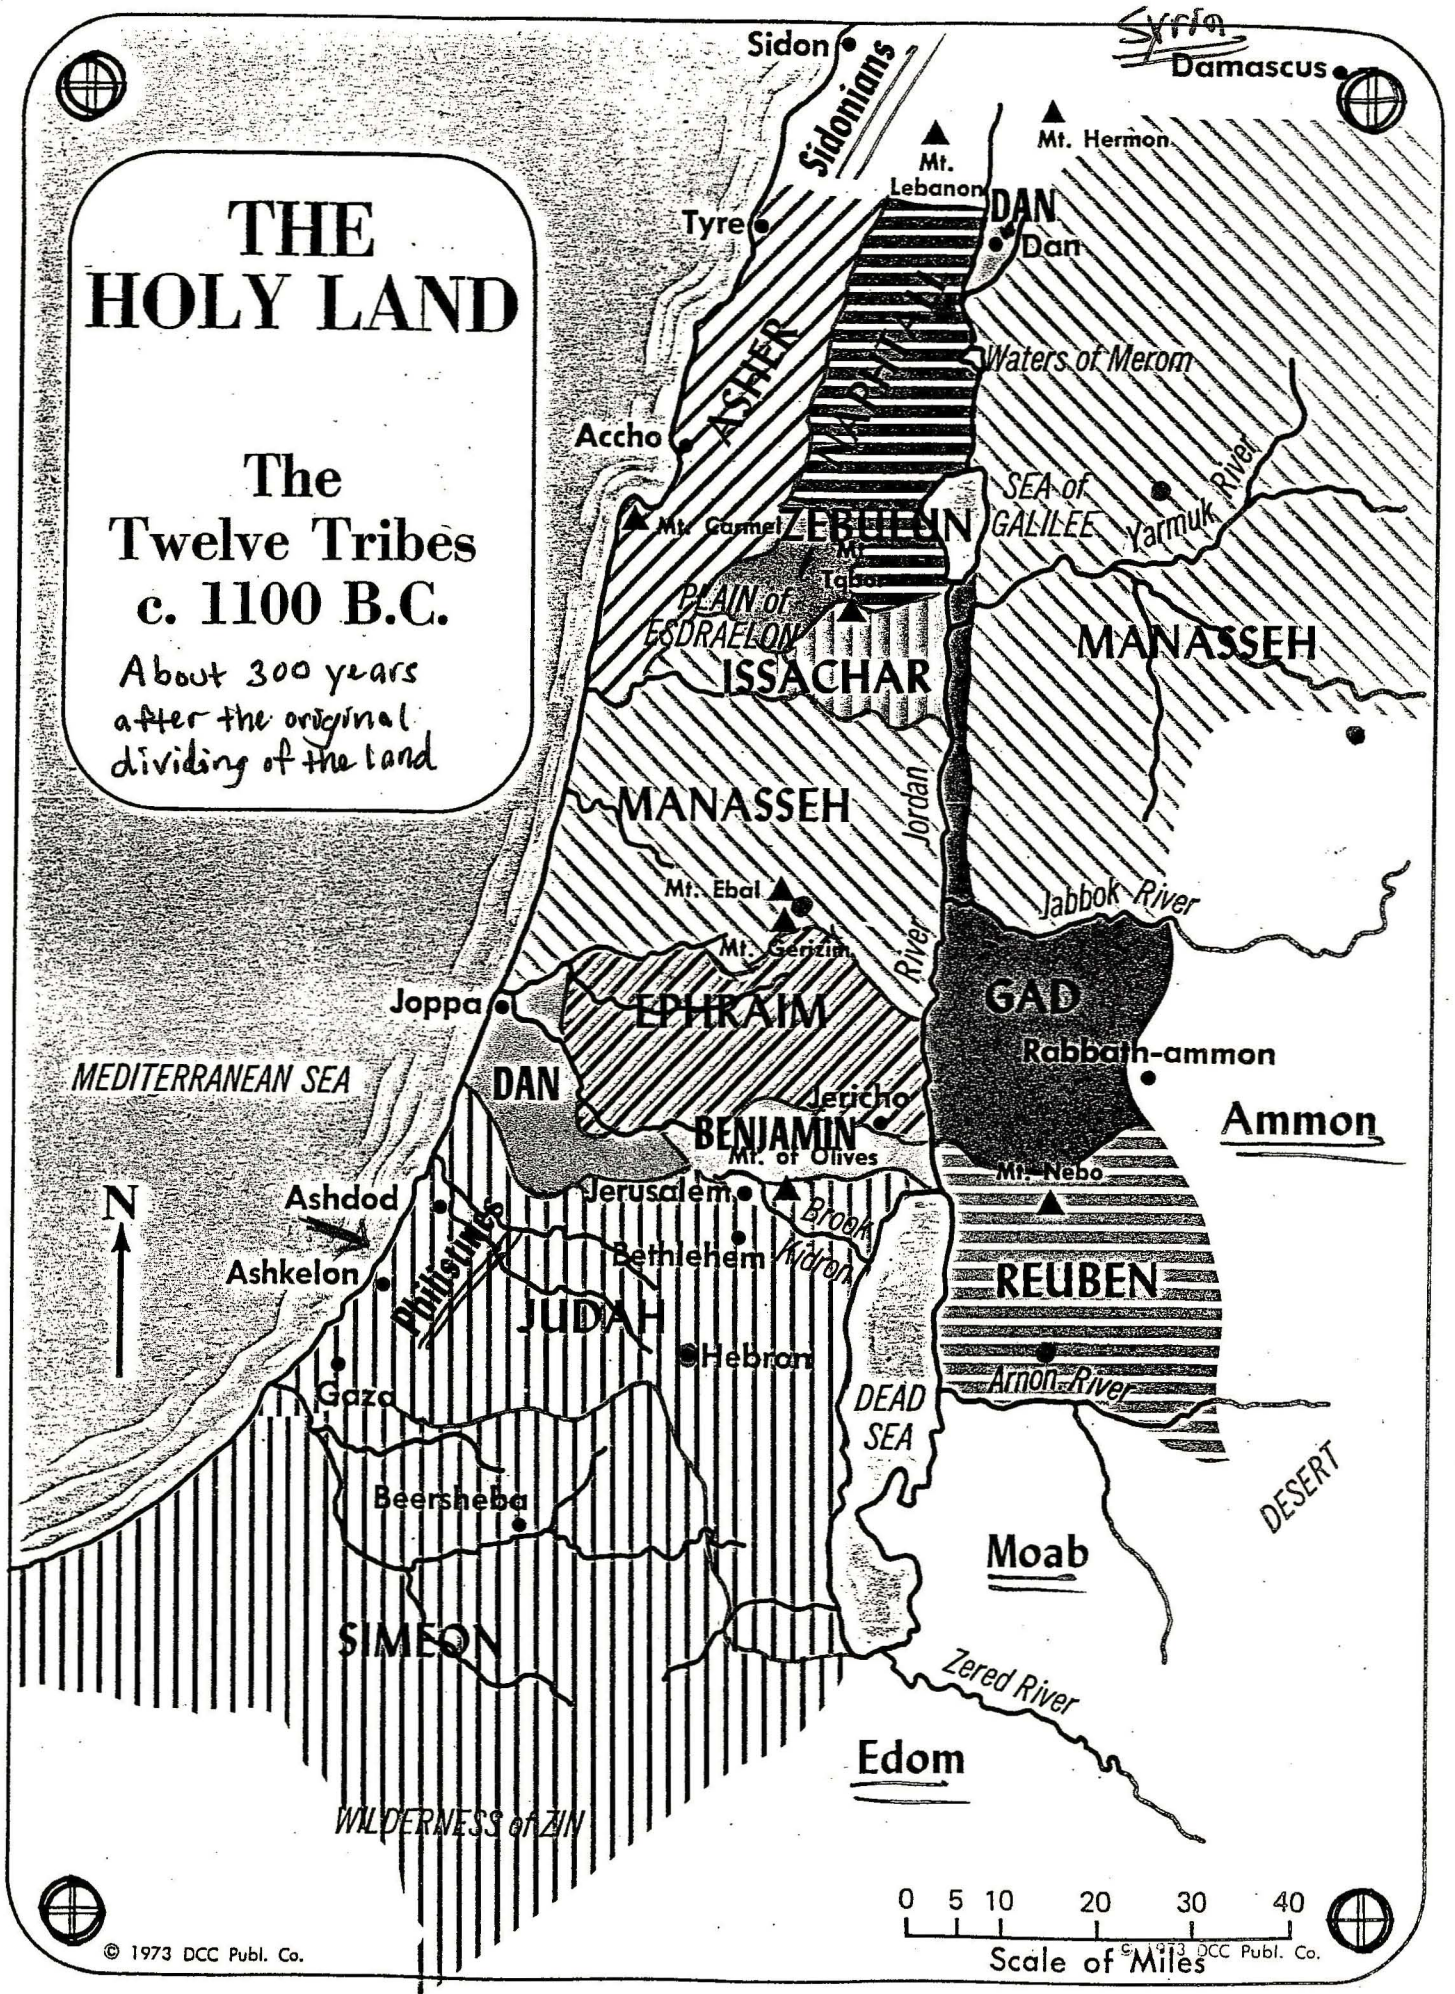 Syria
Sidon
Damascus
Sidonians
Mt. Hermon
Mt.
Lebanon
THE
HOLY LAND
DAN
Tyre
Dan
NAPHTALI
ASHER
Waters of Merom
The
Twelve Tribes
c. 1100 B.C.
Accho
SEA of
GALILEE
Yarmuk River
Mt. Carmel
ZEBULUN
Mt.
Tabor
PLAIN of
ESDRAELON
About 300 years
after the original
dividing of the land
MANASSEH
ISSACHAR
MANASSEH
Jordan River
Mt. Ebal
Jabbok River
Mt. Gerizim
Joppa
EPHRAIM
GAD
Rabbath-ammon
MEDITERRANEAN SEA
DAN
Jericho
BENJAMIN
Ammon
Mt. of Olives
Mt. Nebo
N
Ashdod
Jerusalem
Brook
Kidron
Philistines
Bethlehem
Ashkelon
REUBEN
JUDAH
Hebron
Gaza
Arnon River
DEAD
SEA
Beersheba
DESERT
Moab
SIMEON
Zered River
Edom
WILDERNESS of ZIN
0 5 10 20 30 40
Scale of Miles
© 1973 DCC Publ. Co.
© 1973 DCC Publ. Co.